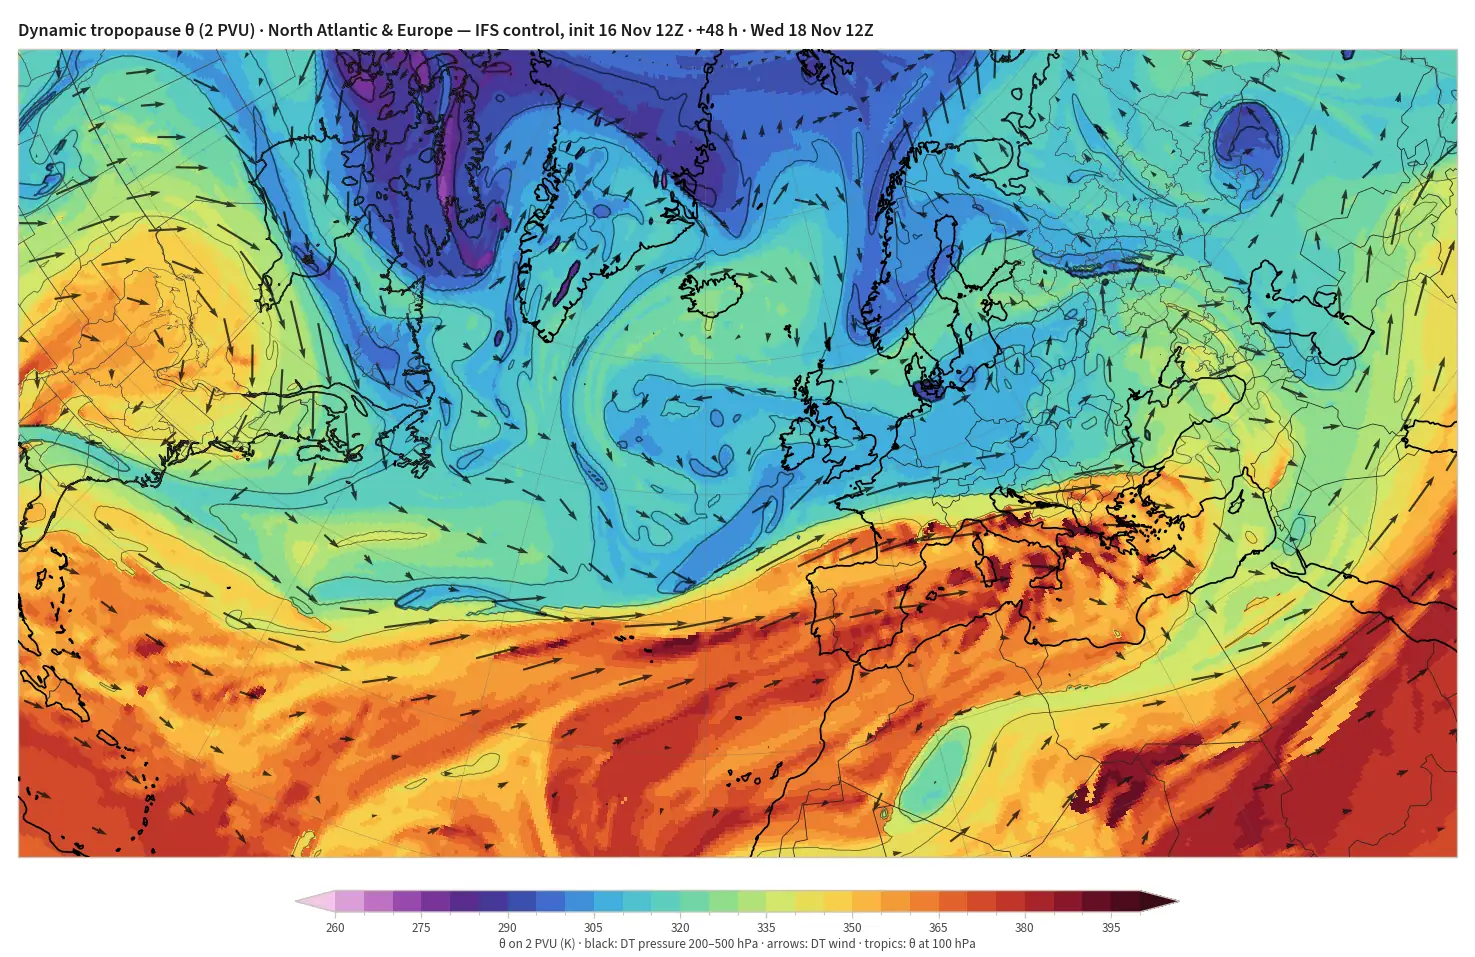 Dynamic tropopause θ (2 PVU) · North Atlantic & Europe — IFS control, init 16 Nov 12Z · +48 h · Wed 18 Nov 12Z
260 275 290 305 320 335 350 365 380 395
θ on 2 PVU (K) · black: DT pressure 200–500 hPa · arrows: DT wind · tropics: θ at 100 hPa